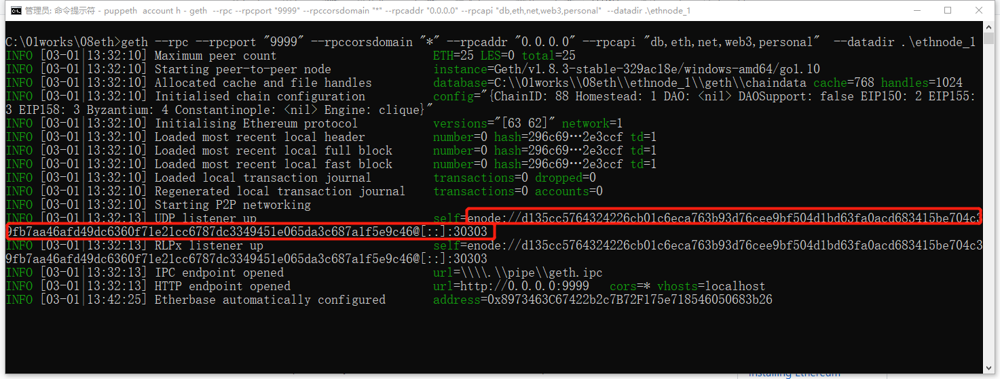 管理员: 命令提示符 - puppeth  account h - geth  --rpc --rpcport "9999" --rpccorsdomain "*" --rpcaddr "0.0.0.0" --rpcapi "db,eth,net,web3,personal"  --datadir .\ethnode_1
C:\01works\08eth>geth --rpc --rpcport "9999" --rpccorsdomain "*" --rpcaddr "0.0.0.0" --rpcapi "db,eth,net,web3,personal"  --datadir .\ethnode_1
INFO [03-01|13:32:10] Maximum peer count                       ETH=25 LES=0 total=25
INFO [03-01|13:32:10] Starting peer-to-peer node               instance=Geth/v1.8.3-stable-329ac18e/windows-amd64/go1.10
INFO [03-01|13:32:10] Allocated cache and file handles         database=C:\\01works\\08eth\\ethnode_1\\geth\\chaindata cache=768 handles=1024
INFO [03-01|13:32:10] Initialised chain configuration          config="{ChainID: 88 Homestead: 1 DAO: <nil> DAOSupport: false EIP150: 2 EIP155:
3 EIP158: 3 Byzantium: 4 Constantinople: <nil> Engine: clique}"
INFO [03-01|13:32:10] Initialising Ethereum protocol           versions="[63 62]" network=1
INFO [03-01|13:32:10] Loaded most recent local header          number=0 hash=296c69…2e3ccf td=1
INFO [03-01|13:32:10] Loaded most recent local full block      number=0 hash=296c69…2e3ccf td=1
INFO [03-01|13:32:10] Loaded most recent local fast block      number=0 hash=296c69…2e3ccf td=1
INFO [03-01|13:32:10] Loaded local transaction journal         transactions=0 dropped=0
INFO [03-01|13:32:10] Regenerated local transaction journal    transactions=0 accounts=0
INFO [03-01|13:32:10] Starting P2P networking
INFO [03-01|13:32:13] UDP listener up                          self=enode://d135cc5764324226cb01c6eca763b93d76cee9bf504d1bd63fa0acd683415be704c3
9fb7aa46afd49dc6360f71e21cc6787dc3349451e065da3c687a1f5e9c46@[::]:30303
INFO [03-01|13:32:13] RLPx listener up                         self=enode://d135cc5764324226cb01c6eca763b93d76cee9bf504d1bd63fa0acd683415be704c3
9fb7aa46afd49dc6360f71e21cc6787dc3349451e065da3c687a1f5e9c46@[::]:30303
INFO [03-01|13:32:13] IPC endpoint opened                      url=\\\\.\\pipe\\geth.ipc
INFO [03-01|13:32:13] HTTP endpoint opened                     url=http://0.0.0.0:9999   cors=* vhosts=localhost
INFO [03-01|13:42:25] Etherbase automatically configured       address=0x8973463C67422b2c7B72F175e718546050683b26
Installing Ethereum